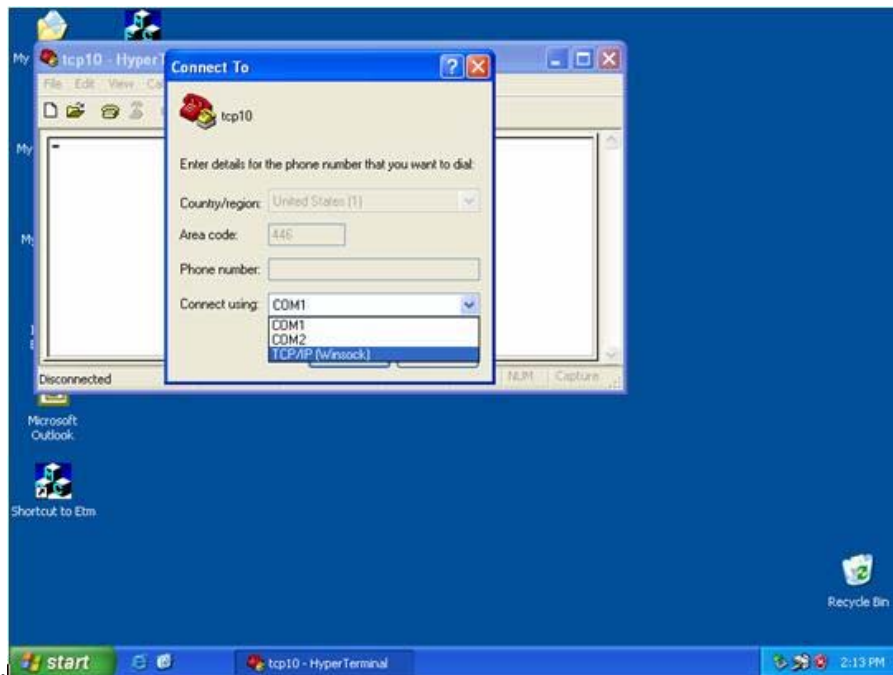 My
tcp10 - HyperT
File Edit View Cal
Connect To
tcp10
Enter details for the phone number that you want to dial:
Country/region: United States (1)
Area code: 446
Phone number:
Connect using: COM1
COM1
COM2
TCP/IP (Winsock)
My
My
Disconnected
NUM Capture
Microsoft
Outlook
Shortcut to Etm
Recycle Bin
start
tcp10 - HyperTerminal
2:13 PM